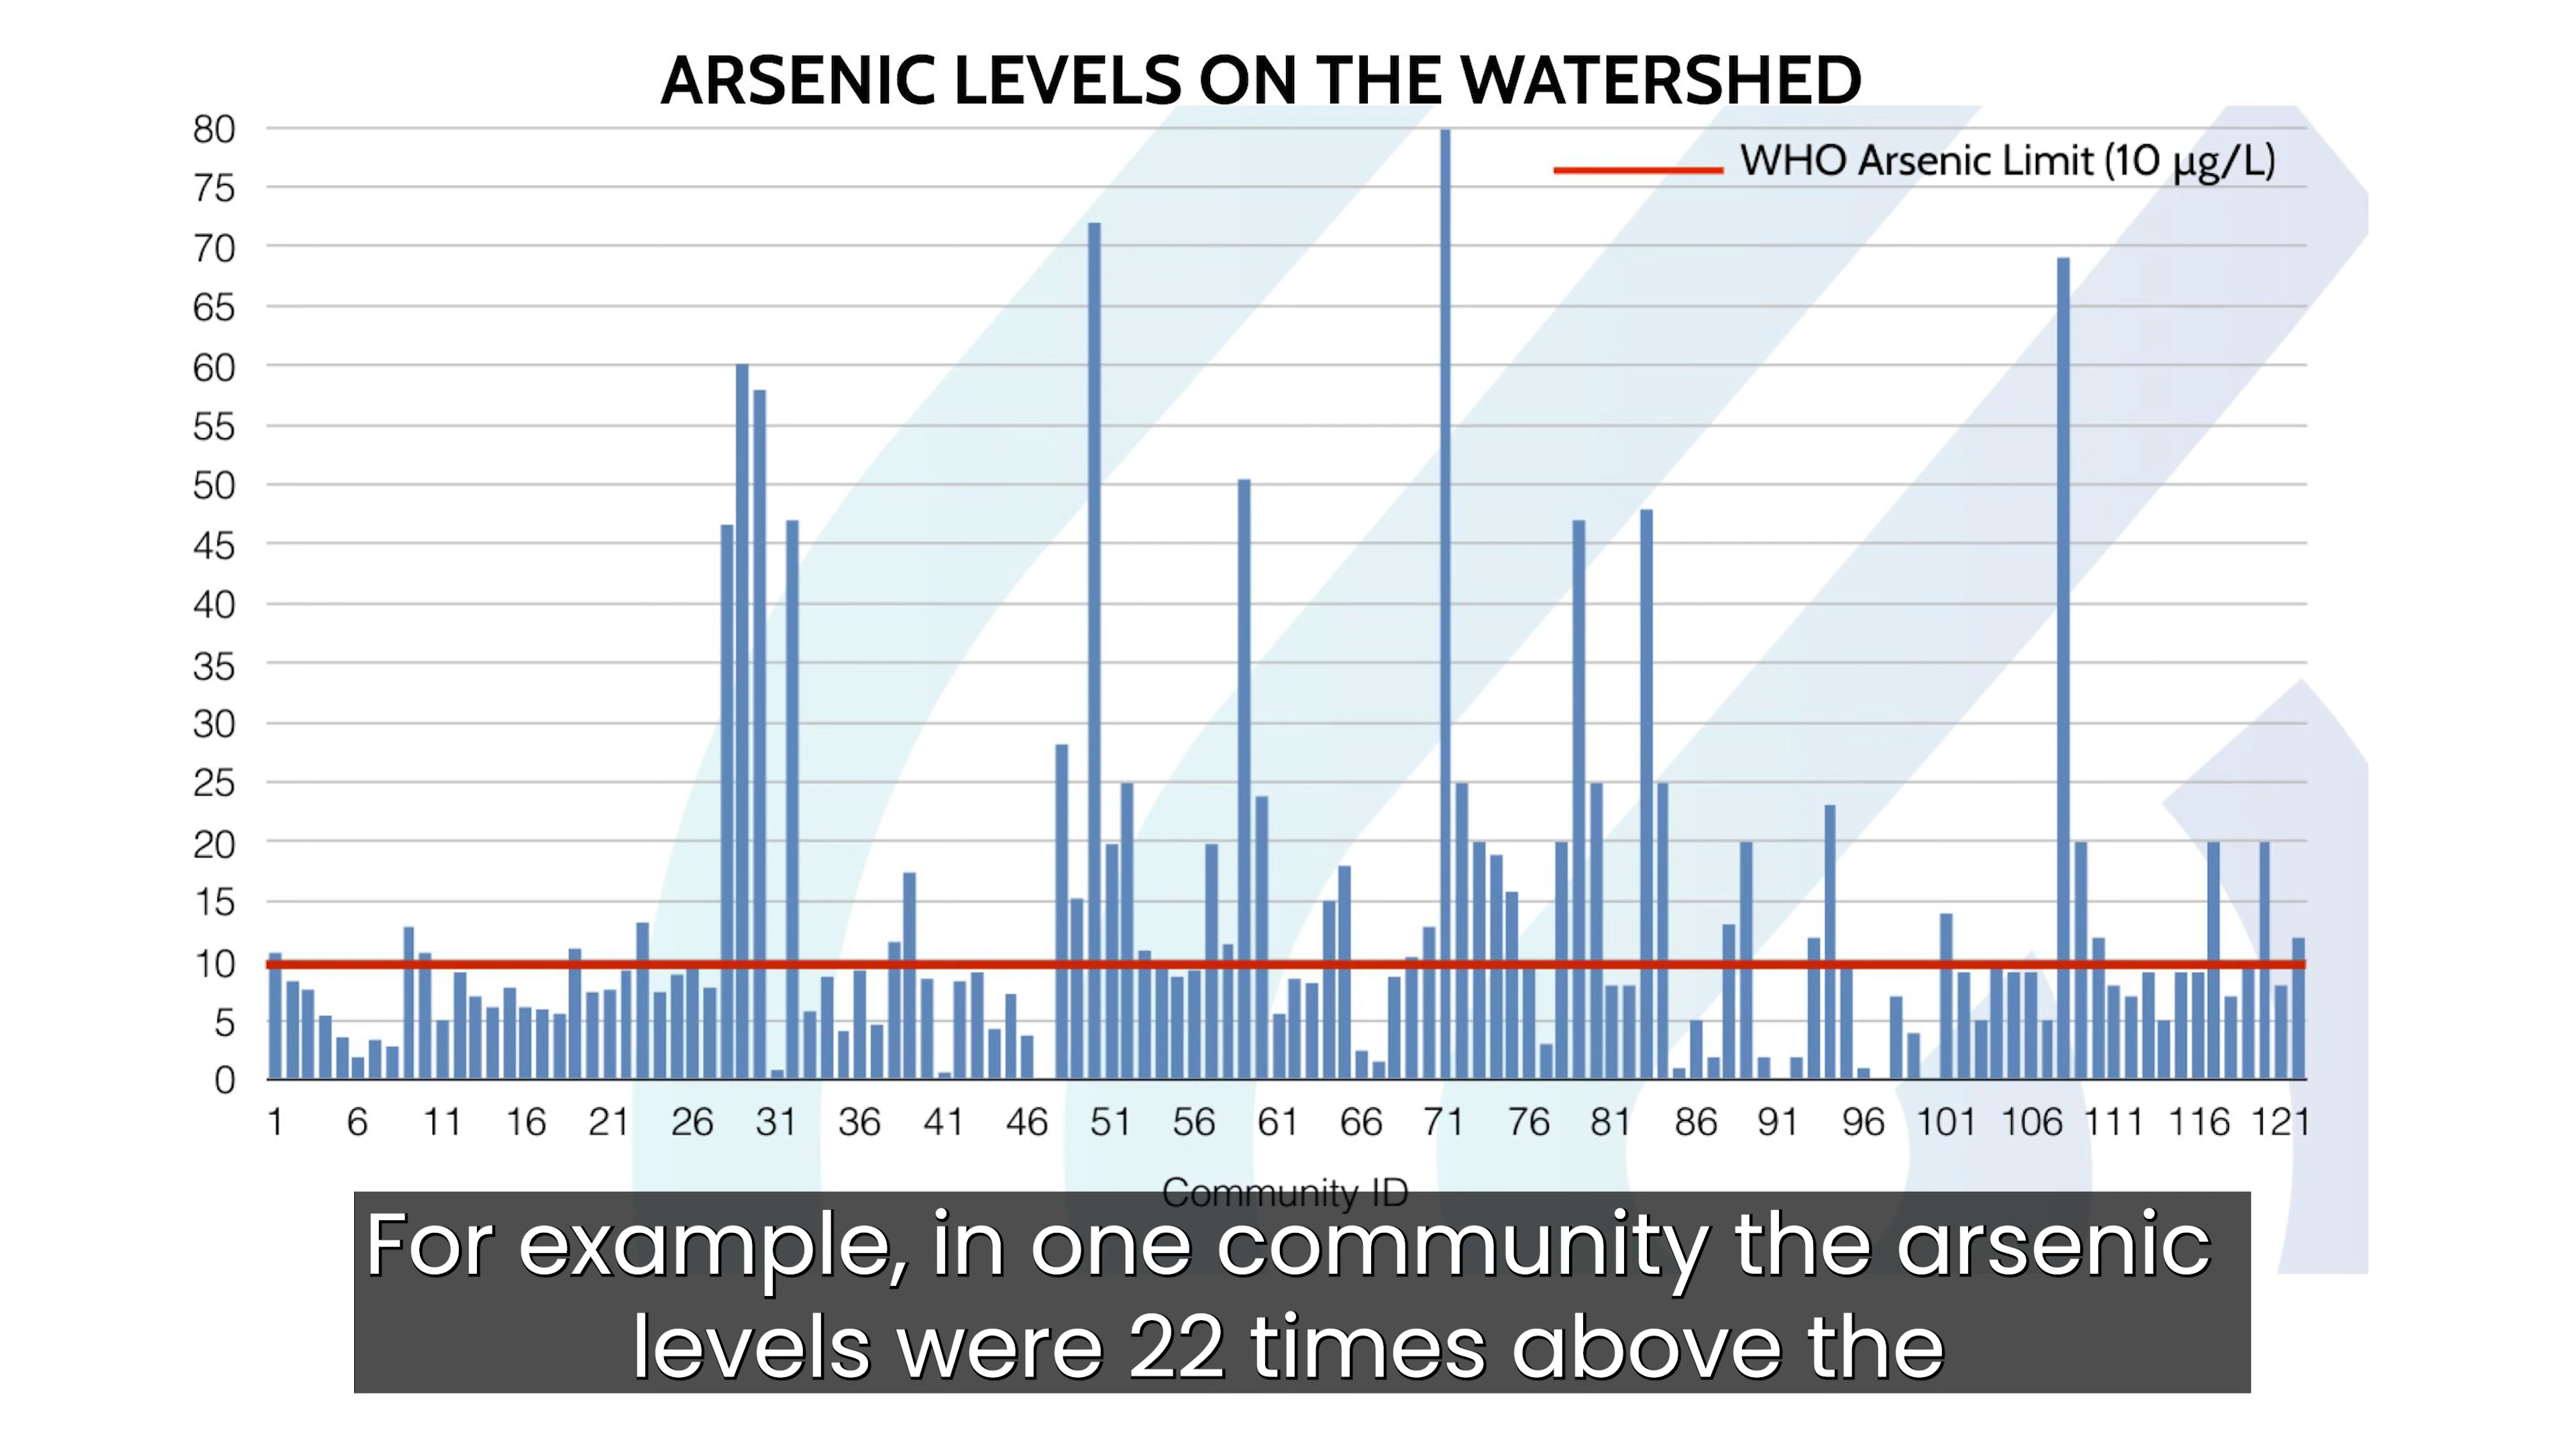 ARSENIC LEVELS ON THE WATERSHED
WHO Arsenic Limit (10 µg/L)
80
75
70
65
60
55
50
45
40
35
30
25
20
15
10
5
0
1 6 11 16 21 26 31 36 41 46 51 56 61 66 71 76 81 86 91 96 101 106 111 116 121
Community ID
For example, in one community the arsenic
levels were 22 times above the